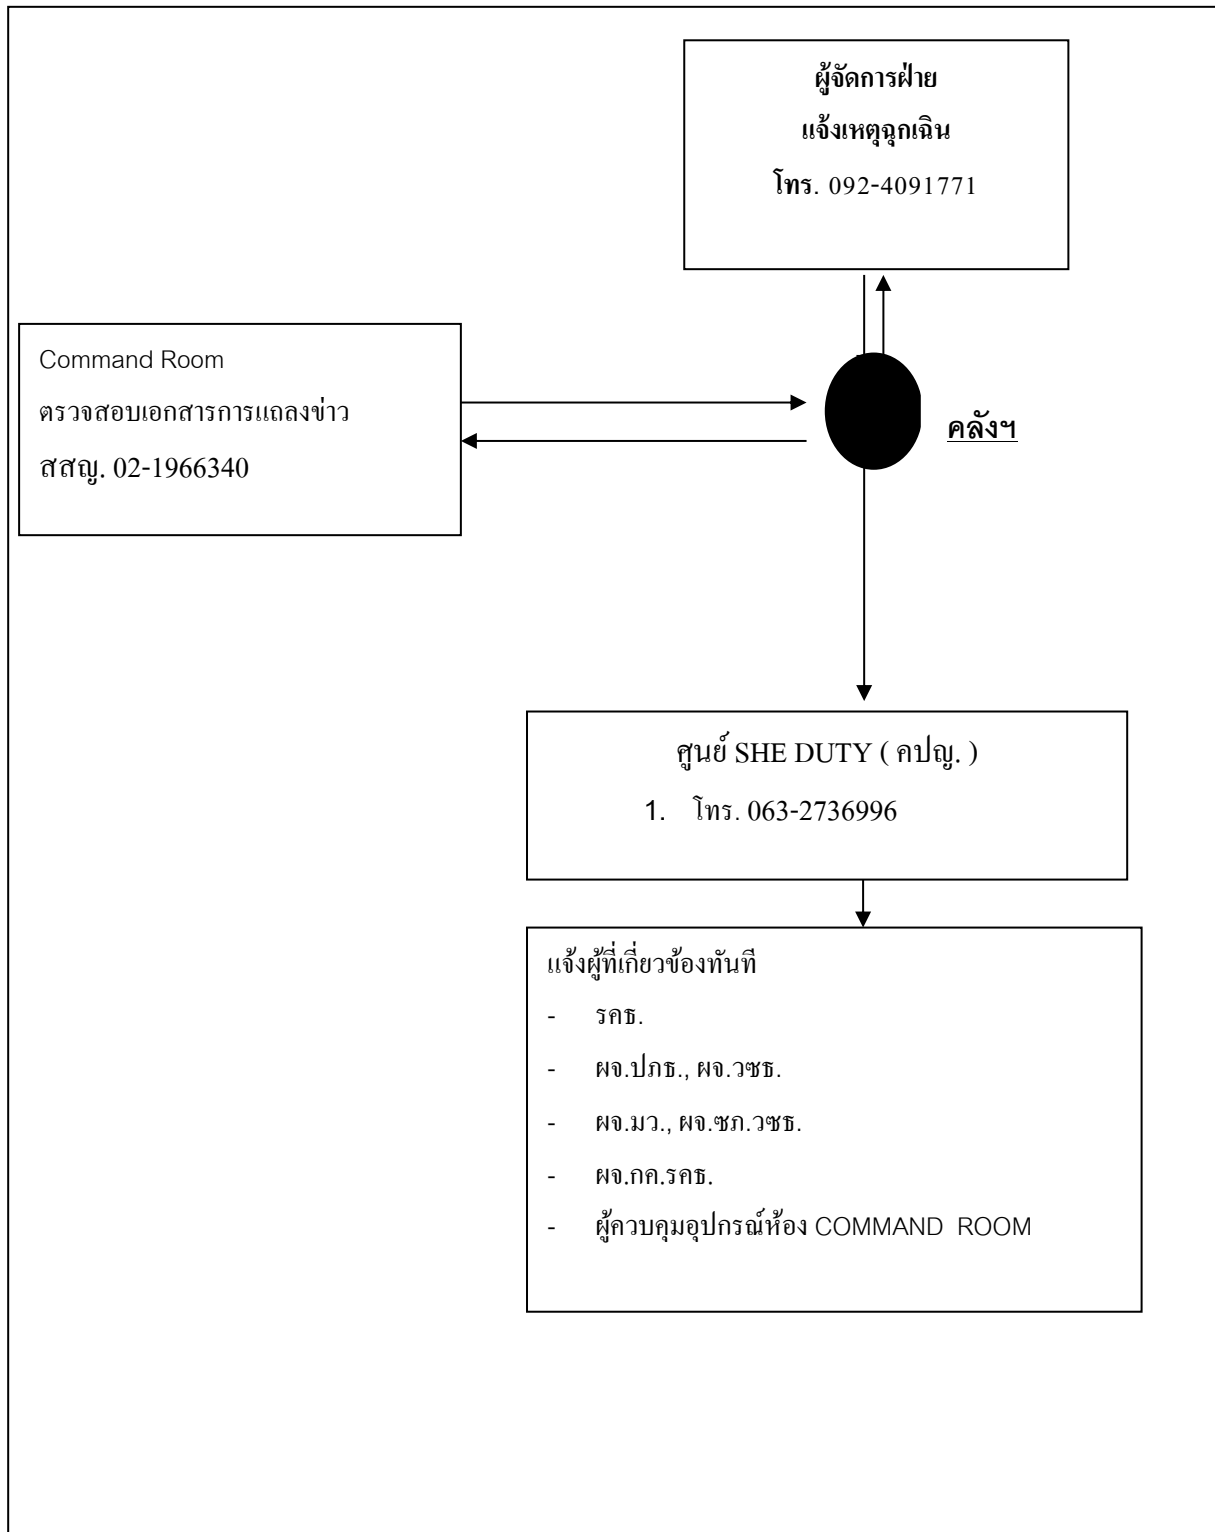 ผู้จัดการฝ่าย
แจ้งเหตุฉุกเฉิน
โทร. 092-4091771
Command Room
ตรวจสอบเอกสารการแถลงข่าว
สสญ. 02-1966340
คลังฯ
ศูนย์ SHE DUTY ( คปญ. )
1. โทร. 063-2736996
แจ้งผู้ที่เกี่ยวข้องทันที
- รคธ.
- ผจ.ปภธ., ผจ.วซธ.
- ผจ.มว., ผจ.ซภ.วซธ.
- ผจ.กค.รคธ.
- ผู้ควบคุมอุปกรณ์ห้อง COMMAND ROOM